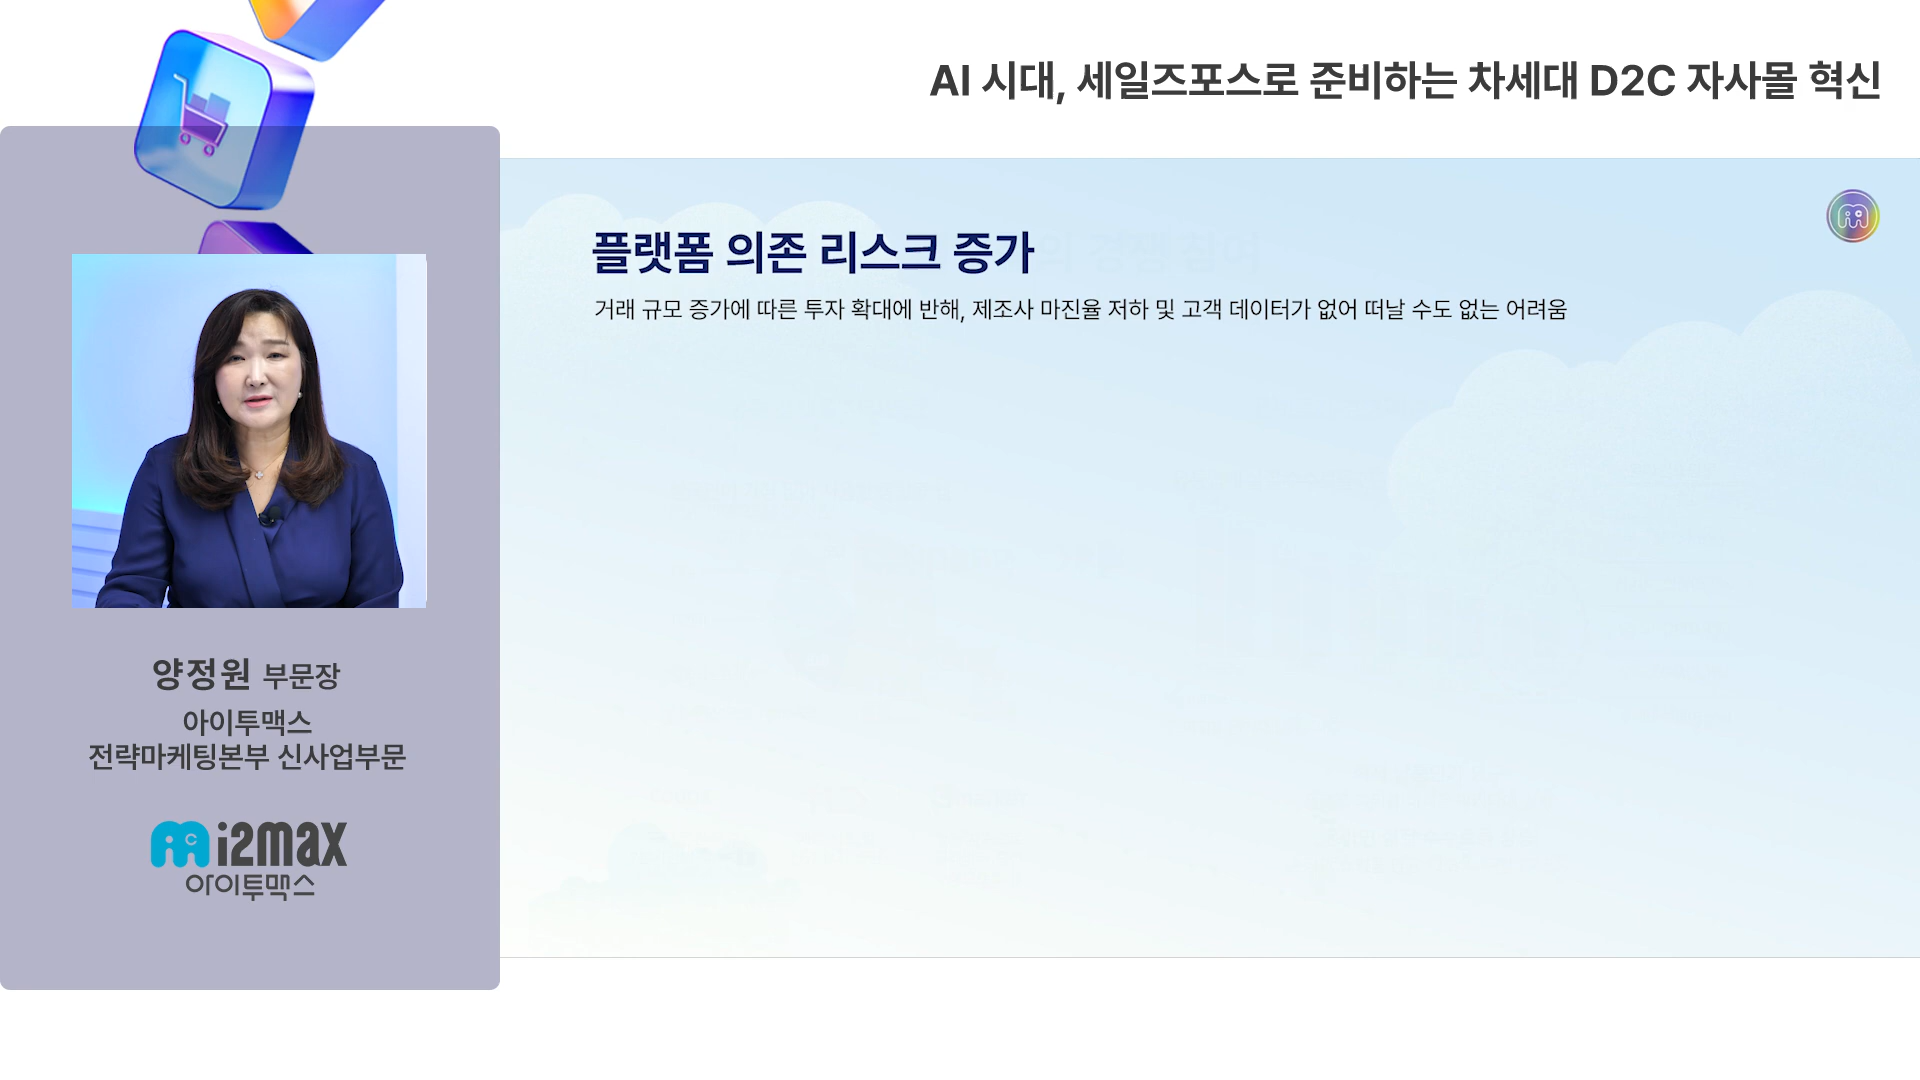 AI 시대, 세일즈포스로 준비하는 차세대 D2C 자사몰 혁신
플랫폼 의존 리스크 증가
거래 규모 증가에 따른 투자 확대에 반해, 제조사 마진율 저하 및 고객 데이터가 없어 떠날 수도 없는 어려움
양정원 부문장
아이투맥스
전략마케팅본부 신사업부문
i2max
아이투맥스